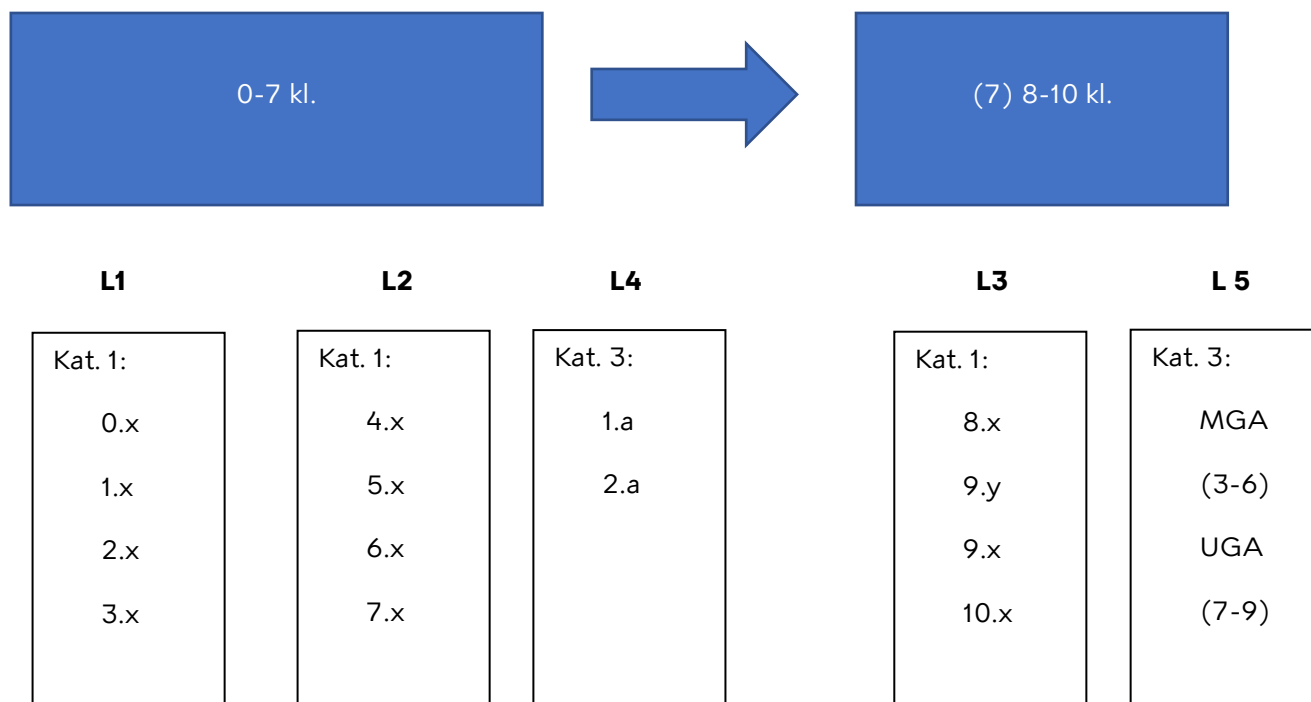 0-7 kl.
(7) 8-10 kl.
L1
L2
L4
L3
L 5
Kat. 1:
0.x
1.x
2.x
3.x
Kat. 1:
4.x
5.x
6.x
7.x
Kat. 3:
1.a
2.a
Kat. 1:
8.x
9.y
9.x
10.x
Kat. 3:
MGA
(3-6)
UGA
(7-9)